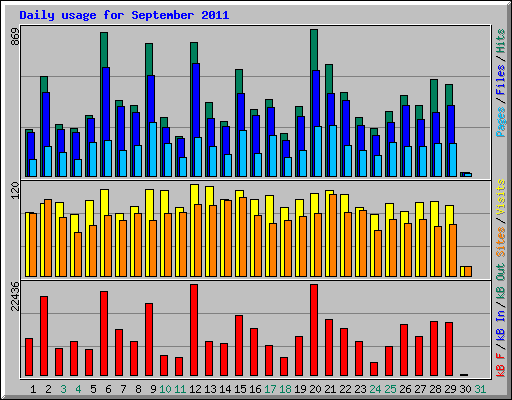 Daily usage for September 2011
869
120
22436
Pages / Files / Hits
Sites / Visits
kB F / kB In / kB Out
1 2 3 4 5 6 7 8 9 10 11 12 13 14 15 16 17 18 19 20 21 22 23 24 25 26 27 28 29 30 31